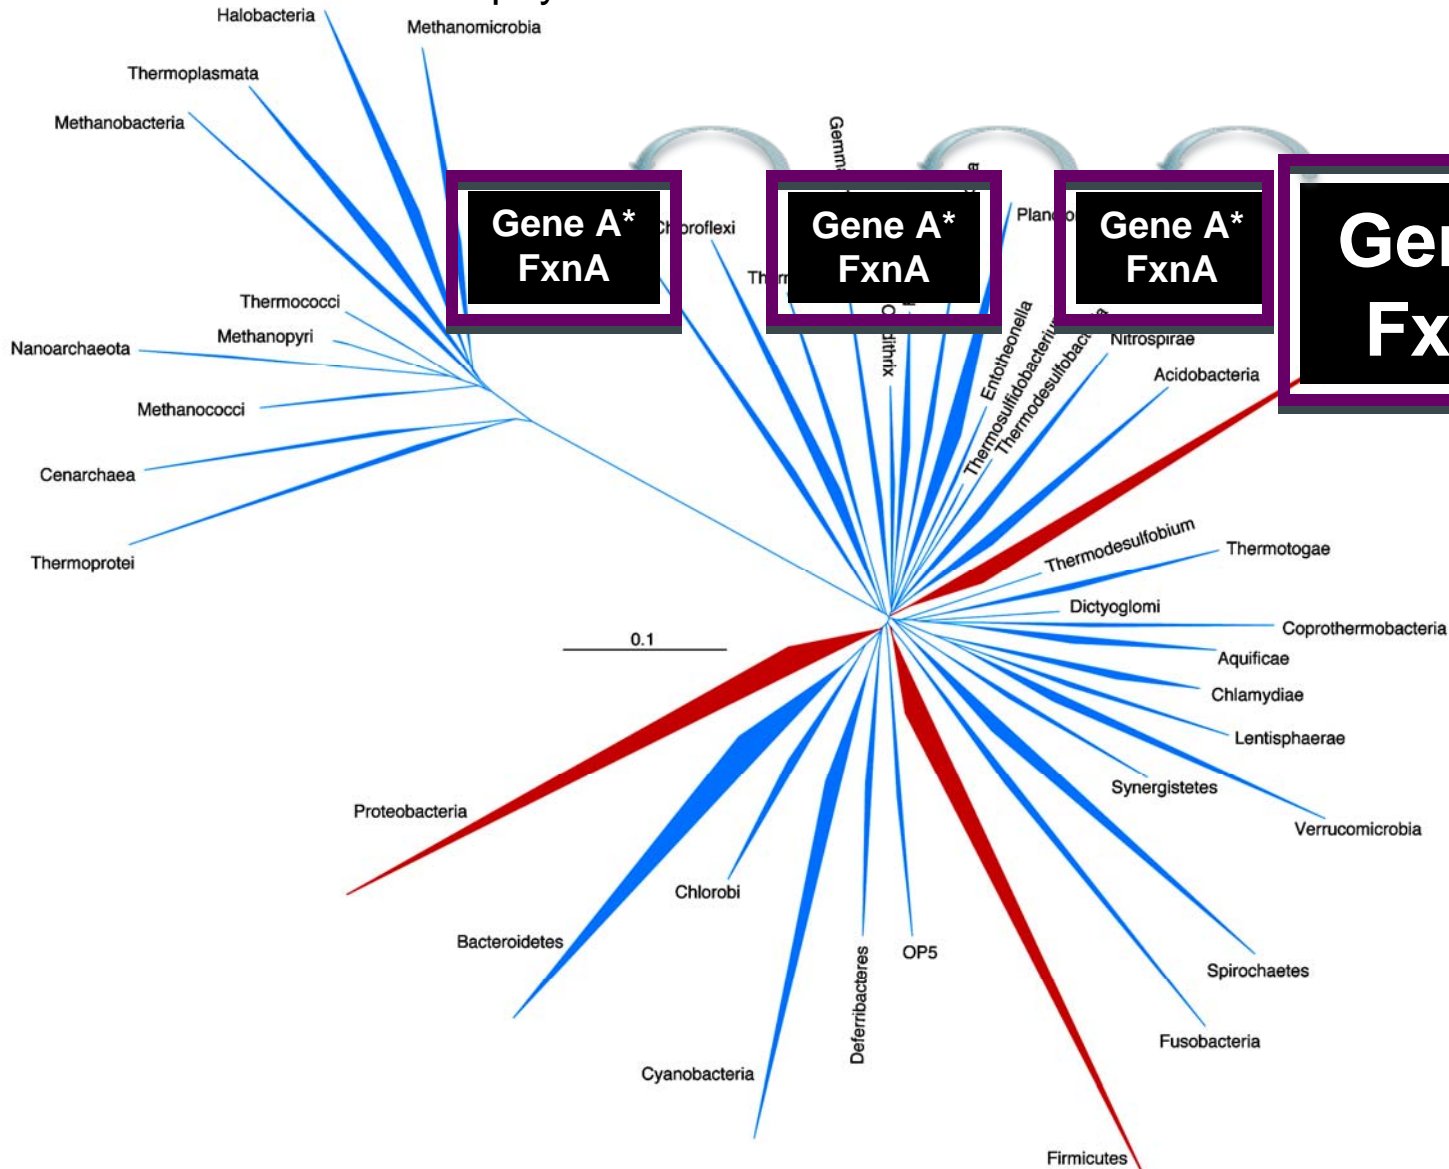 Halobacteria
Methanomicrobia
Thermoplasmata
Methanobacteria
Gene A*
FxnA
Gene A*
FxnA
Gene A*
FxnA
Thermococci
Methanopyri
Nanoarchaeota
Methanococci
Cenarchaea
Thermoprotei
Entotheonella
Thermosulfidobacterium
Thermodesulfobacteria
Nitrospirae
Acidobacteria
Thermodesulfobium
Thermotogae
Dictyoglomi
Coprothermobacteria
Aquificae
Chlamydiae
Lentisphaerae
Synergistetes
Verrucomicrobia
0.1
Proteobacteria
Chlorobi
Bacteroidetes
Deferribacteres
OP5
Spirochaetes
Fusobacteria
Cyanobacteria
Firmicutes